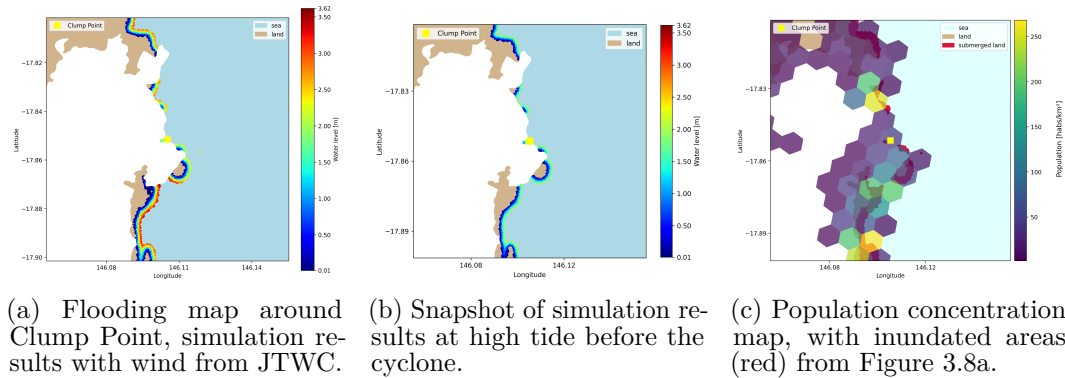 Clump Point
sea
land
3.62
3.50
3.00
2.50
2.00
1.50
1.00
0.50
0.01
Water level [m]
−17.82
−17.84
−17.86
−17.88
−17.90
Latitude
146.08
146.11
146.14
Longitude
Clump Point
sea
land
3.62
3.50
3.00
2.50
2.00
1.50
1.00
0.50
0.01
Water level [m]
−17.83
−17.86
−17.89
Latitude
146.08
146.12
Longitude
Clump Point
sea
land
submerged land
250
200
150
100
50
Population [habs/km²]
−17.83
−17.86
−17.89
Latitude
146.08
146.12
Longitude
(a) Flooding map around
Clump Point, simulation re-
sults with wind from JTWC.
(b) Snapshot of simulation re-
sults at high tide before the
cyclone.
(c) Population concentration
map, with inundated areas
(red) from Figure 3.8a.